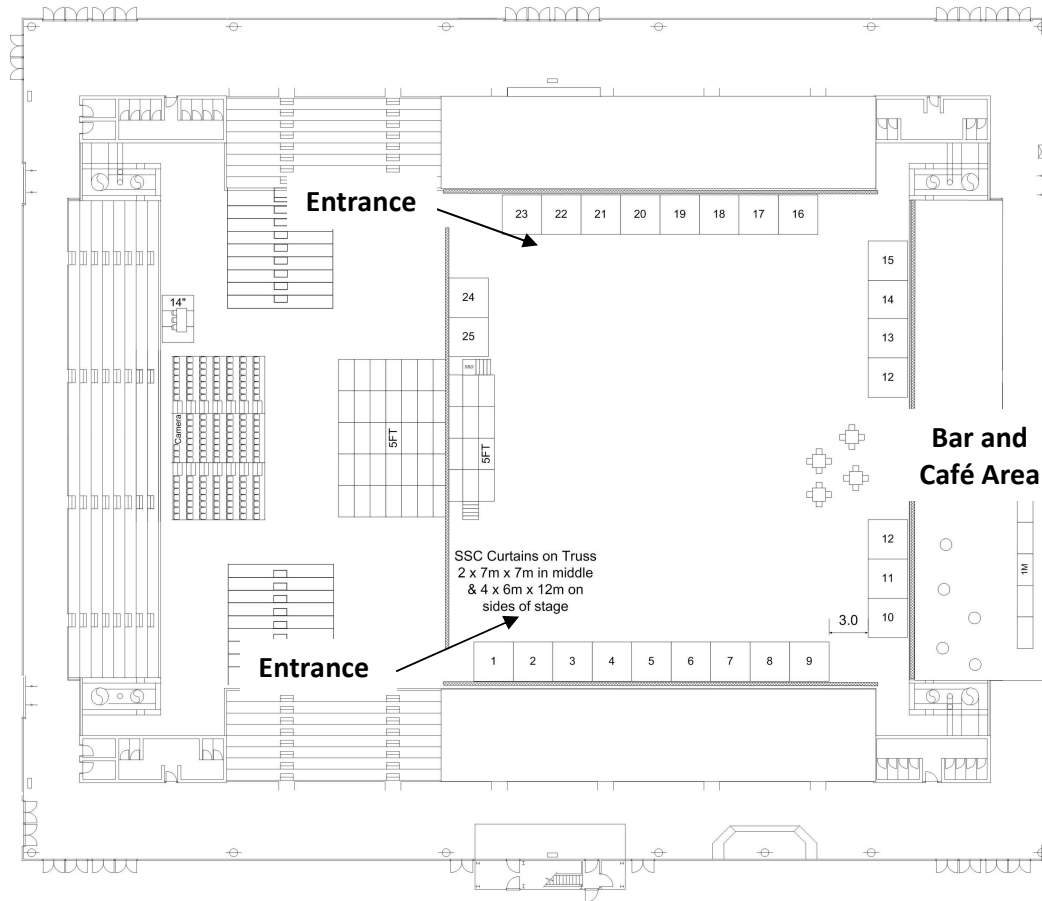 Entrance
23 22 21 20 19 18 17 16
15
14
13
12
24
25
14"
Camera
5FT
5FT
Bar and
Café Area
12
11
10
1M
SSC Curtains on Truss
2 x 7m x 7m in middle
& 4 x 6m x 12m on
sides of stage
3.0
Entrance
1 2 3 4 5 6 7 8 9